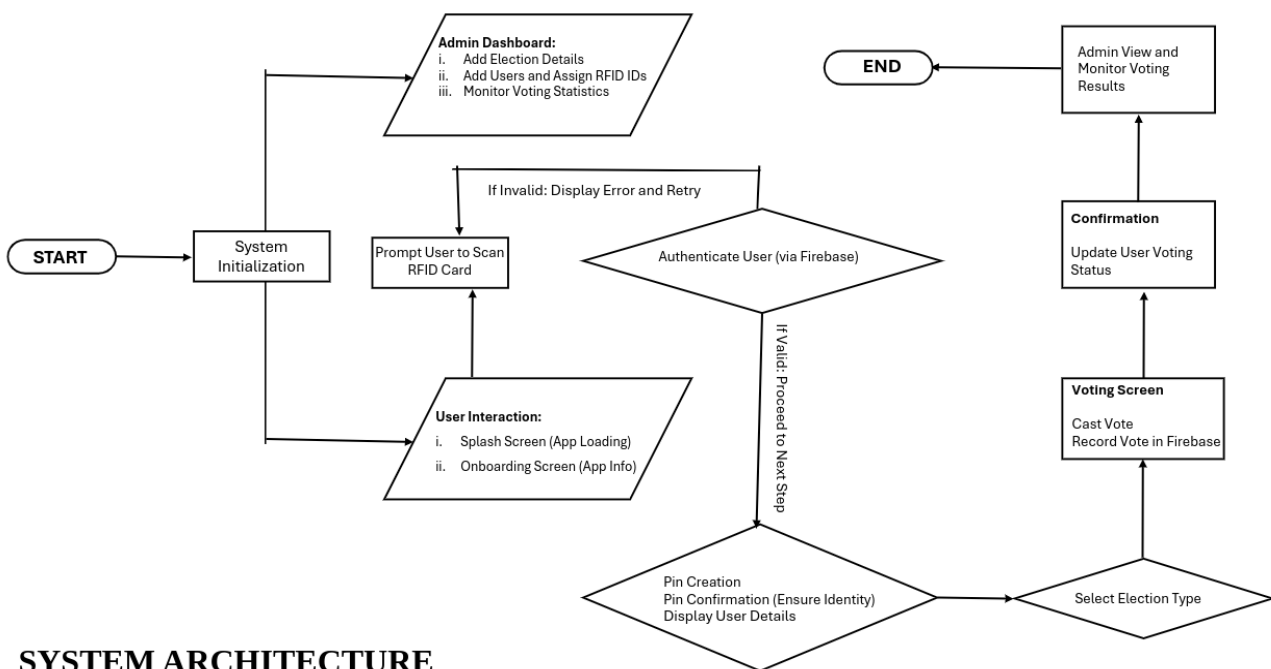 START
System
Initialization
Admin Dashboard:
i. Add Election Details
ii. Add Users and Assign RFID IDs
iii. Monitor Voting Statistics
User Interaction:
i. Splash Screen (App Loading)
ii. Onboarding Screen (App Info)
Prompt User to Scan
RFID Card
If Invalid: Display Error and Retry
Authenticate User (via Firebase)
If Valid: Proceed to Next Step
Pin Creation
Pin Confirmation (Ensure Identity)
Display User Details
Select Election Type
Voting Screen
Cast Vote
Record Vote in Firebase
Confirmation
Update User Voting
Status
Admin View and
Monitor Voting
Results
END
SYSTEM ARCHITECTURE